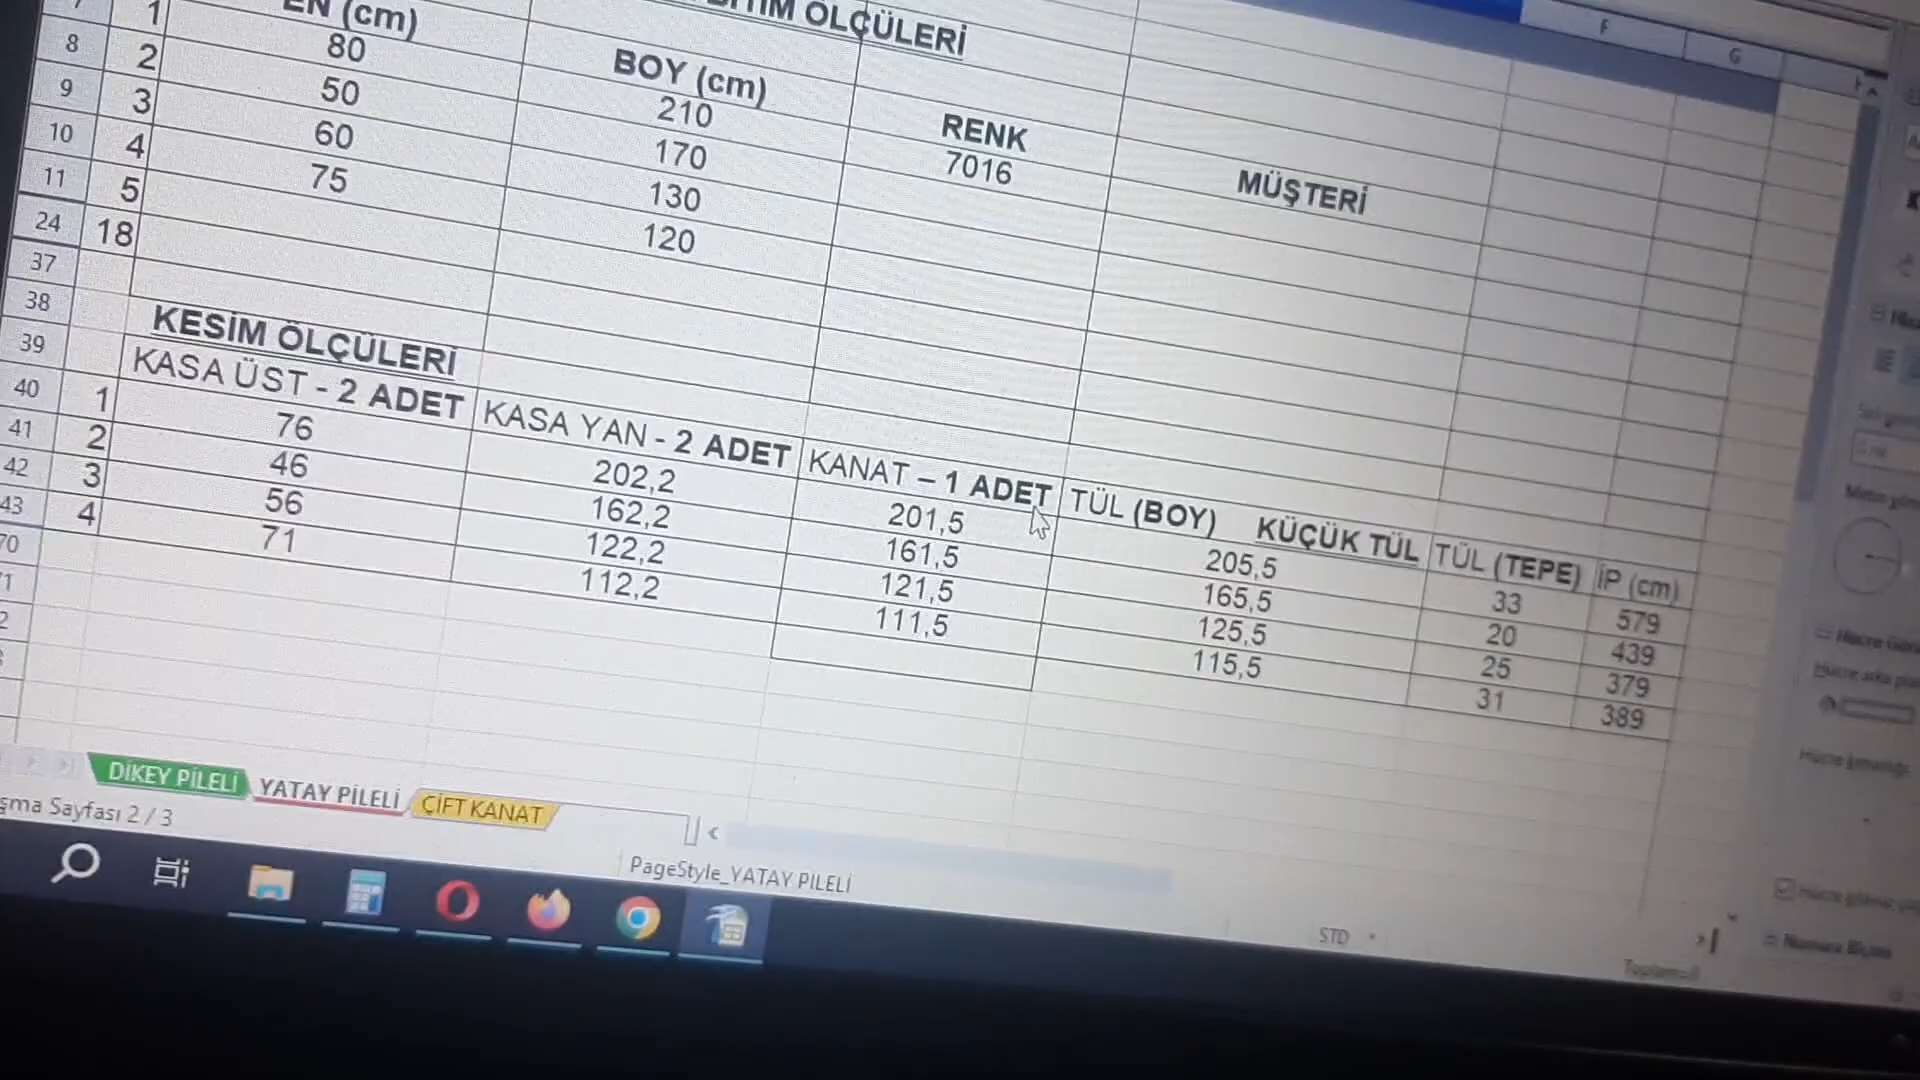 F G
BİTİM ÖLÇÜLERİ
EN (cm) BOY (cm) RENK MÜŞTERİ
7 1 80 210 7016
8 2 50 170
9 3 60 130
10 4 75 120
11 5
24 18
37
38 KESİM ÖLÇÜLERİ
39 KASA ÜST - 2 ADET KASA YAN - 2 ADET KANAT – 1 ADET TÜL (BOY) KÜÇÜK TÜL TÜL (TEPE) İP (cm)
40 1 76 202,2 201,5 205,5 33 579
41 2 46 162,2 161,5 165,5 20 439
42 3 56 122,2 121,5 125,5 25 379
43 4 71 112,2 111,5 115,5 31 389
70
DİKEY PİLELİ YATAY PİLELİ ÇİFT KANAT
şma Sayfası 2 / 3 PageStyle_YATAY PİLELİ STD